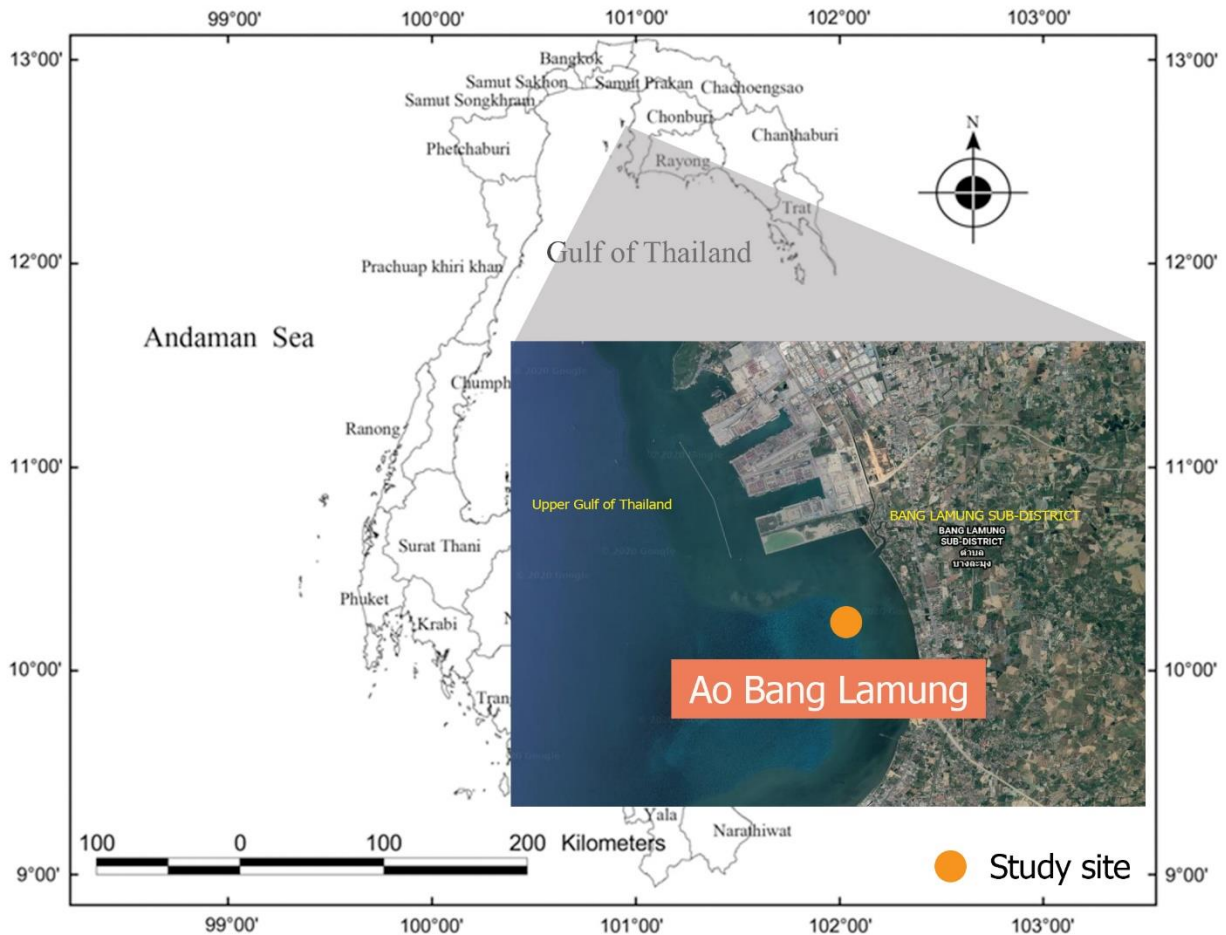 99°00'
100°00'
101°00'
102°00'
103°00'
13°00'
13°00'
Bangkok
Samut Sakhon
Samut Prakan
Samut Songkhram
Chachoengsao
Chonburi
Chanthaburi
Phetchaburi
Rayong
N
Trat
Prachuap khiri khan
Gulf of Thailand
12°00'
12°00'
Andaman Sea
Chumph
© 2020 Google
Ranong
11°00'
11°00'
Upper Gulf of Thailand
BANG LAMUNG SUB-DISTRICT
BANG LAMUNG
SUB-DISTRICT
ตำบล
บางละมุง
Surat Thani
Phuket
Krabi
10°00'
10°00'
Trang
Ao Bang Lamung
Yala
Narathiwat
100
0
100
200 Kilometers
Study site
9°00'
9°00'
99°00'
100°00'
101°00'
102°00'
103°00'